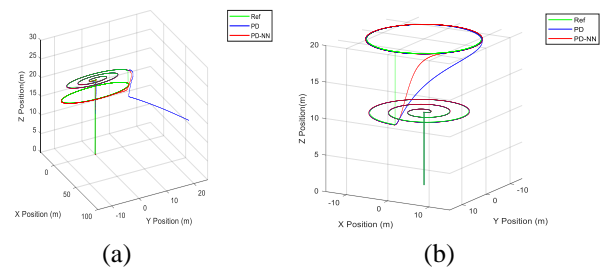 Ref
PD
PD-NN
30
25
20
15
10
5
0
Z Position(m)
0
50
100
X Position (m)
-10
0
10
20
Y Position (m)
(a)
Ref
PD
PD-NN
20
15
10
5
0
Z Position(m)
-10
0
10
X Position (m)
10
0
-10
Y Position (m)
(b)